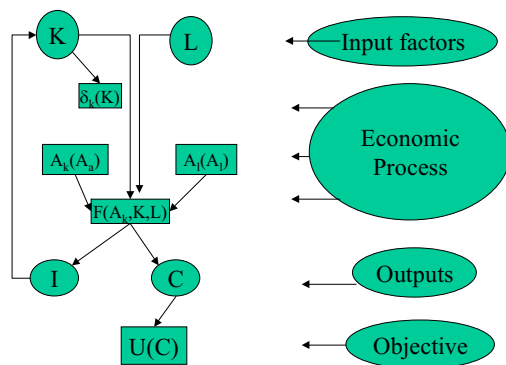 K
L
Input factors
δk(K)
Economic
Process
Ak(Aa)
Al(Al)
F(Ak,K,L)
I
C
Outputs
U(C)
Objective